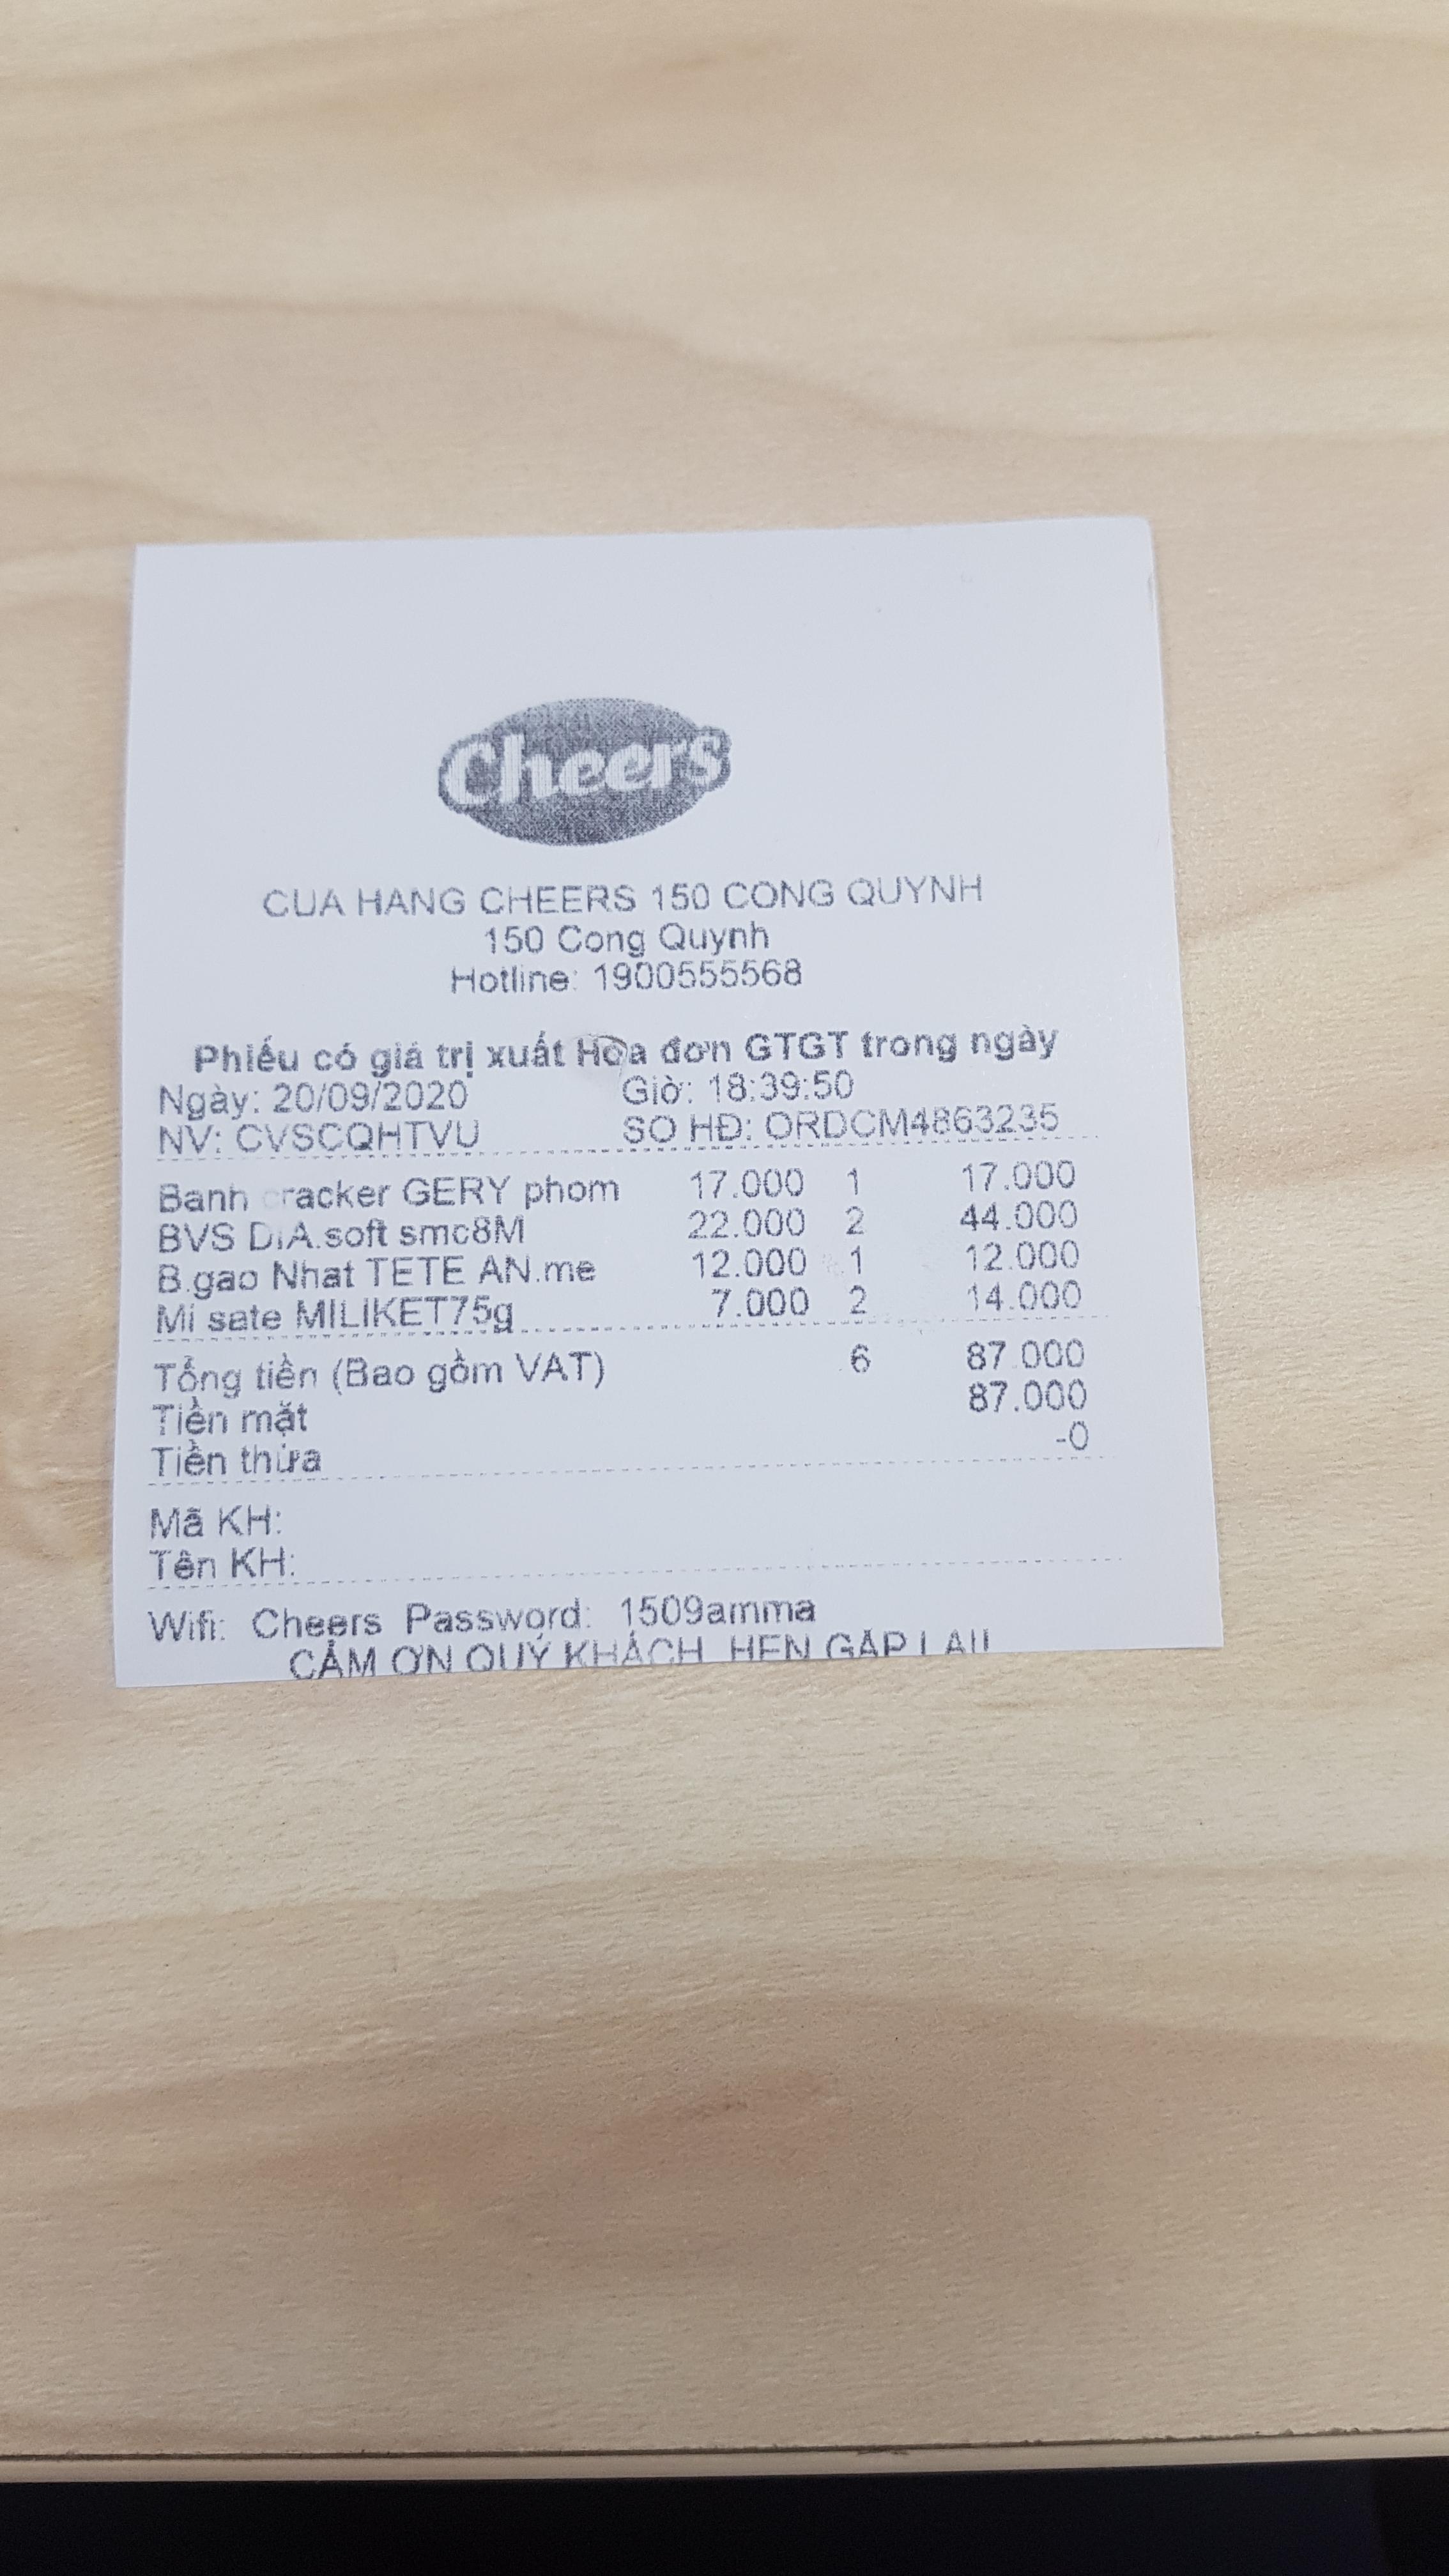 Cheers
CUA HANG CHEERS 150 CONG QUYNH
150 Cong Quynh
Hotline: 1900555568
Phiếu có giá trị xuất Hóa đơn GTGT trong ngày
Ngày: 20/09/2020 Giờ: 18:39:50
NV: CVSCQHTVU SO HĐ: ORDCM4863235
Banh cracker GERY phom 17.000 1 17.000
BVS DIA.soft smc8M 22.000 2 44.000
B.gao Nhat TETE AN.me 12.000 1 12.000
Mi sate MILIKET75g 7.000 2 14.000
Tổng tiền (Bao gồm VAT) 6 87.000
Tiền mặt 87.000
Tiền thừa -0
Mã KH:
Tên KH:
Wifi: Cheers Password: 1509amma
CẢM ƠN QUÝ KHÁCH, HẸN GẶP LẠI!